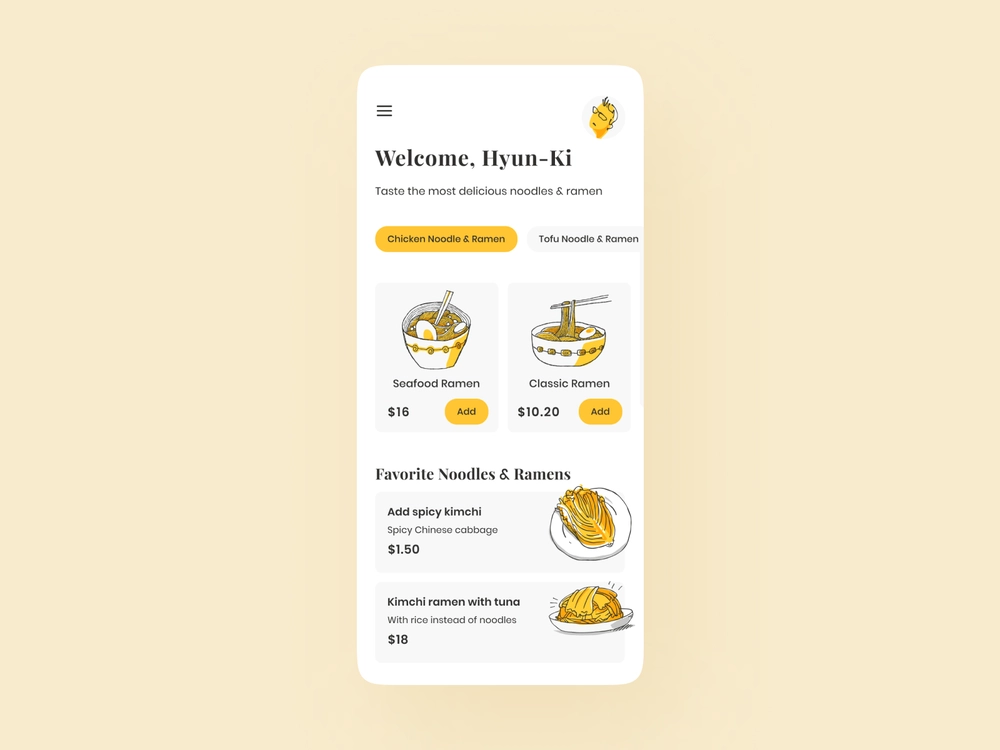 Welcome, Hyun-Ki
Taste the most delicious noodles & ramen
Chicken Noodle & Ramen
Tofu Noodle & Ramen
Seafood Ramen
$16
Add
Classic Ramen
$10.20
Add
Favorite Noodles & Ramens
Add spicy kimchi
Spicy Chinese cabbage
$1.50
Kimchi ramen with tuna
With rice instead of noodles
$18